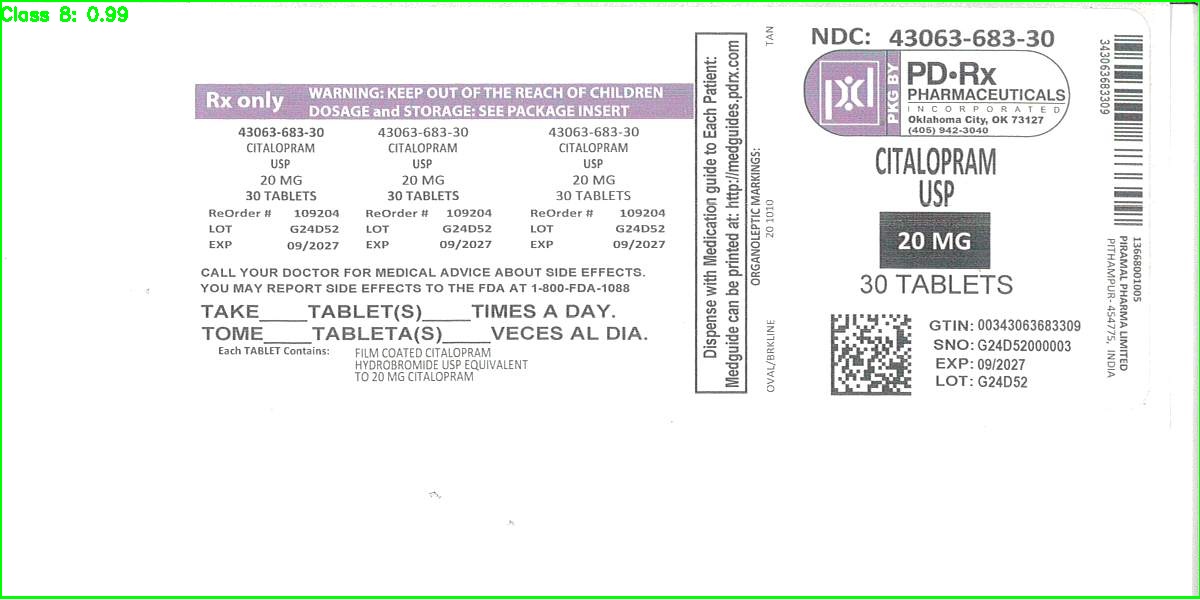 Class 8: 0.99
Rx only
WARNING: KEEP OUT OF THE REACH OF CHILDREN
DOSAGE and STORAGE: SEE PACKAGE INSERT
43063-683-30 43063-683-30 43063-683-30
CITALOPRAM CITALOPRAM CITALOPRAM
USP USP USP
20 MG 20 MG 20 MG
30 TABLETS 30 TABLETS 30 TABLETS
ReOrder # 109204 ReOrder # 109204 ReOrder # 109204
LOT G24D52 LOT G24D52 LOT G24D52
EXP 09/2027 EXP 09/2027 EXP 09/2027
CALL YOUR DOCTOR FOR MEDICAL ADVICE ABOUT SIDE EFFECTS.
YOU MAY REPORT SIDE EFFECTS TO THE FDA AT 1-800-FDA-1088
TAKE____TABLET(S)____TIMES A DAY.
TOME____TABLETA(S)____VECES AL DIA.
Each TABLET Contains: FILM COATED CITALOPRAM
HYDROBROMIDE USP EQUIVALENT
TO 20 MG CITALOPRAM
Dispense with Medication guide to Each Patient:
Medguide can be printed at: http://medguides.pdrx.com
ORGANOLEPTIC MARKINGS:
20 1010
OVAL/BRKLINE TAN
NDC: 43063-683-30
PKG BY
PD•Rx
PHARMACEUTICALS
INCORPORATED
Oklahoma City, OK 73127
(405) 942-3040
CITALOPRAM
USP
20 MG
30 TABLETS
GTIN: 00343063683309
SNO: G24D52000003
EXP: 09/2027
LOT: G24D52
343063683309
13668001005
PIRAMAL PHARMA LIMITED
PITHAMPUR- 454775, INDIA